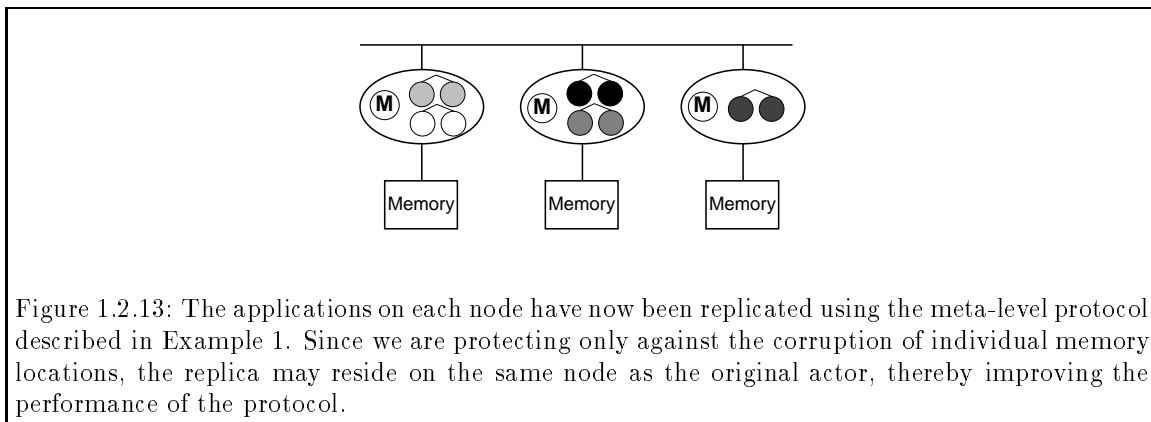 M
M
M
Memory
Memory
Memory
Figure 1.2.13: The applications on each node have now been replicated using the meta-level protocol
described in Example 1. Since we are protecting only against the corruption of individual memory
locations, the replica may reside on the same node as the original actor, thereby improving the
performance of the protocol.